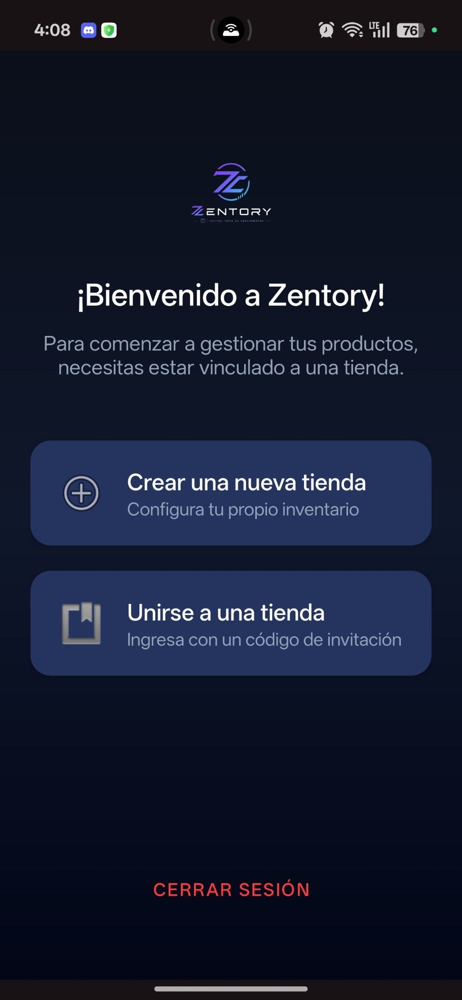 4:08
LTE
76
ZENTORY
CONTROL TOTAL DE VENCIMIENTOS
¡Bienvenido a Zentory!
Para comenzar a gestionar tus productos,
necesitas estar vinculado a una tienda.
Crear una nueva tienda
Configura tu propio inventario
Unirse a una tienda
Ingresa con un código de invitación
CERRAR SESIÓN